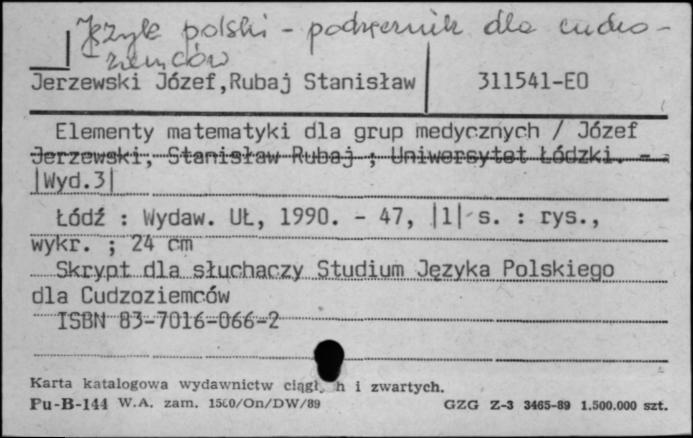 Język polski - podręcznik dla cudzo-
- ziemców
Jerzewski Józef,Rubaj Stanisław 311541-EO
Elementy matematyki dla grup medycznych / Józef
Jerzewski, Stanisław Rubaj ; Uniwersytet Łódzki. -
|Wyd.3|
Łódź : Wydaw. UŁ, 1990. - 47, |1| s. : rys.,
wykr. ; 24 cm
Skrypt dla słuchaczy Studium Języka Polskiego
dla Cudzoziemców
ISBN 83-7016-066-2
Karta katalogowa wydawnictw ciągł h i zwartych.
Pu-B-144 W.A. zam. 1500/On/DW/89 GZG Z-3 3465-89 1.500.000 szt.